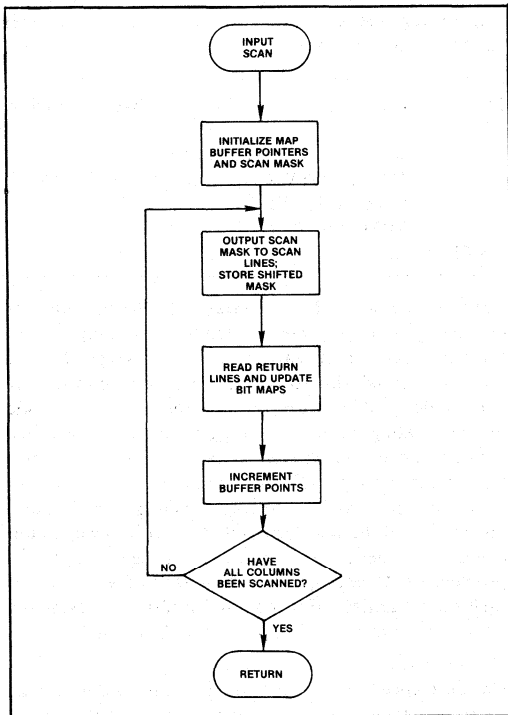 INPUT
SCAN
INITIALIZE MAP
BUFFER POINTERS
AND SCAN MASK
OUTPUT SCAN
MASK TO SCAN
LINES;
STORE SHIFTED
MASK
READ RETURN
LINES AND UPDATE
BIT MAPS
INCREMENT
BUFFER POINTS
HAVE
ALL COLUMNS
BEEN SCANNED?
NO
YES
RETURN